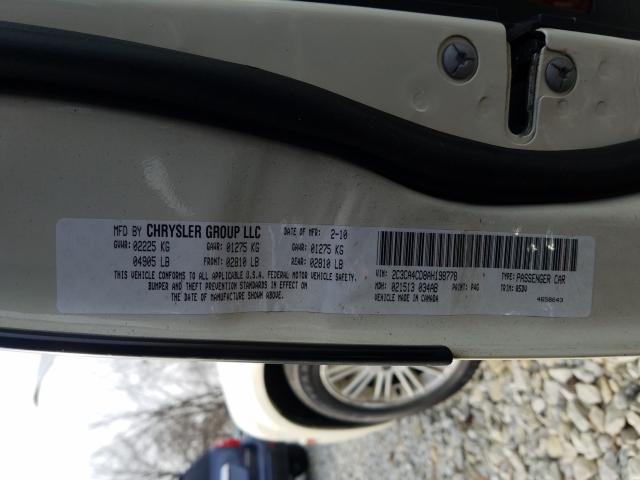 MFD BY CHRYSLER GROUP LLC DATE OF MFR: 2-10
GVWR: 02225 KG GAWR: 01275 KG GAWR: 01275 KG
04905 LB FRONT: 02810 LB REAR: 02810 LB
THIS VEHICLE CONFORMS TO ALL APPLICABLE U.S.A. FEDERAL MOTOR VEHICLE SAFETY,
BUMPER AND THEFT PREVENTION STANDARDS IN EFFECT ON
THE DATE OF MANUFACTURE SHOWN ABOVE.
VIN: 2C3CA4CD8AH198778 TYPE: PASSENGER CAR
MDH: 021513 034AB PAINT: PAG TRIM: B5DV
VEHICLE MADE IN CANADA 4658643